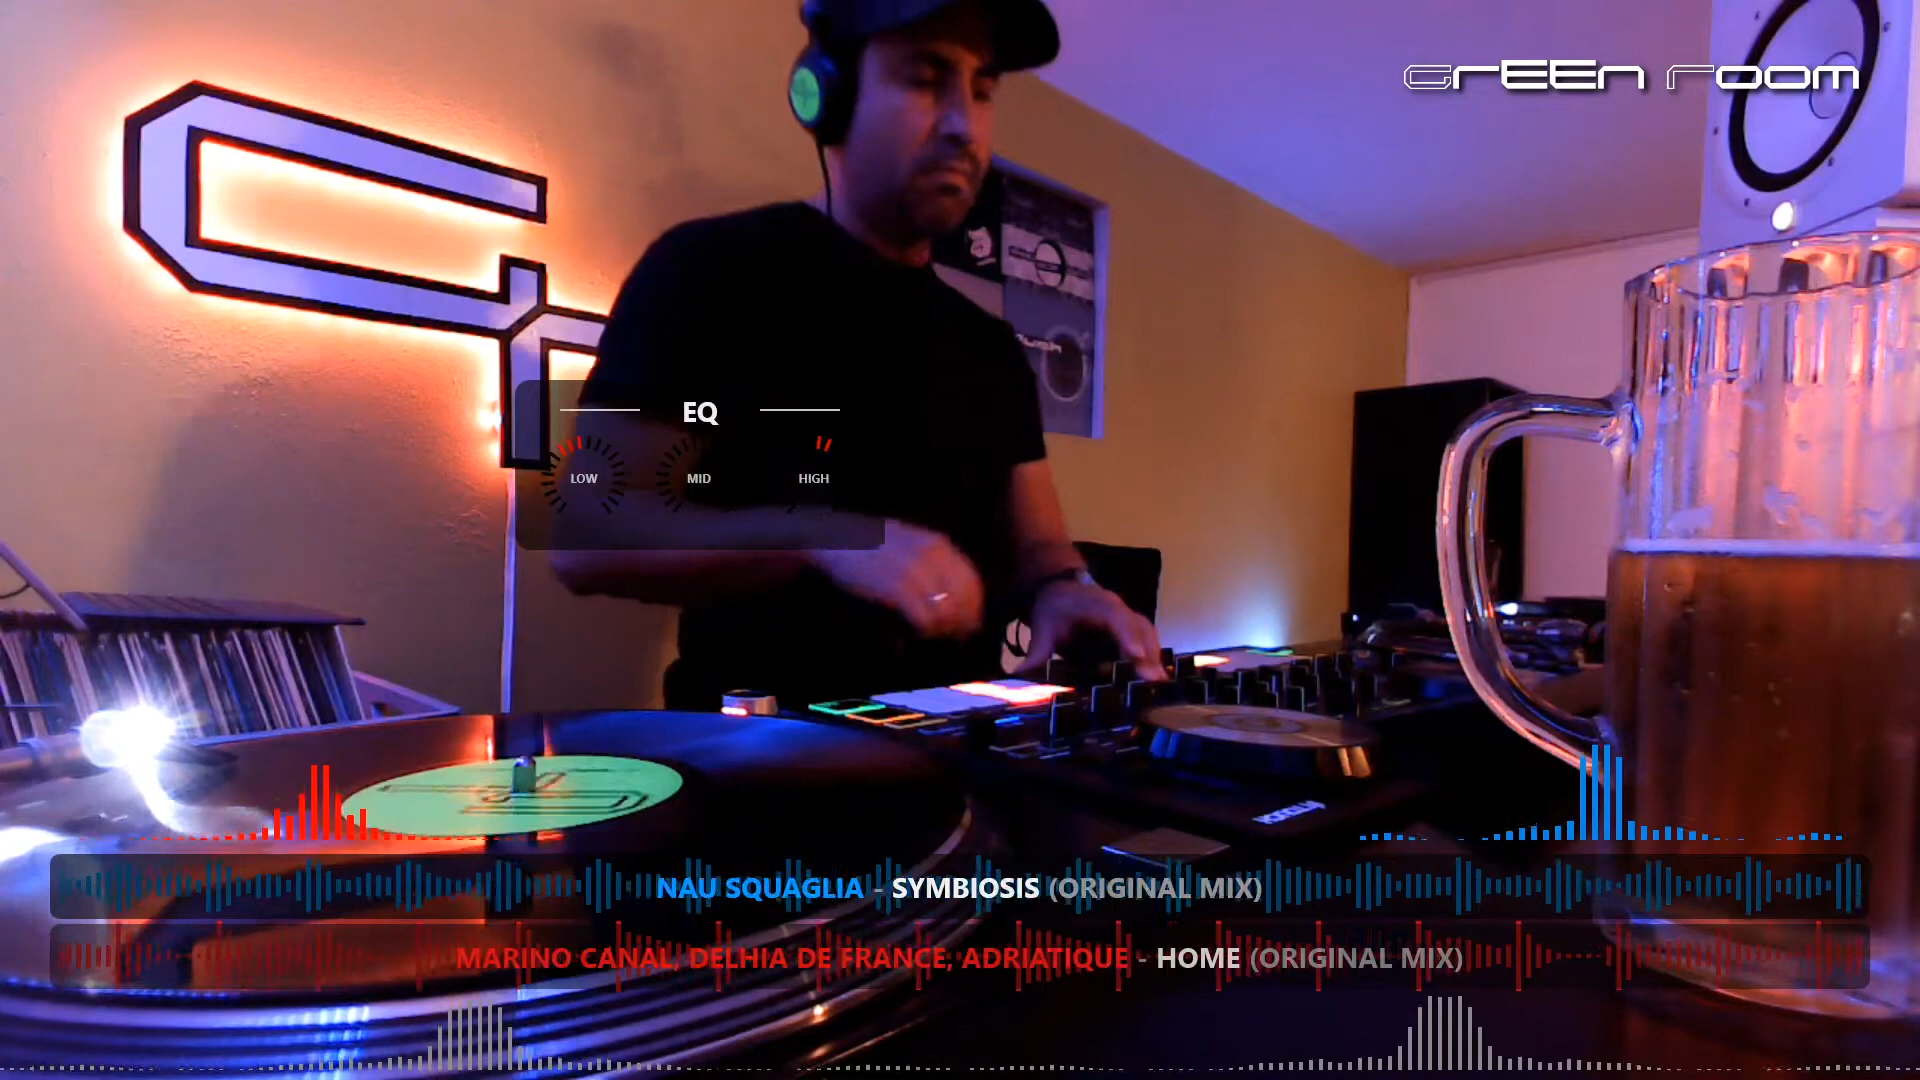 GrEEn room
EQ
LOW MID HIGH
NAU SQUAGLIA - SYMBIOSIS (ORIGINAL MIX)
MARINO CANAL, DELHIA DE FRANCE, ADRIATIQUE - HOME (ORIGINAL MIX)